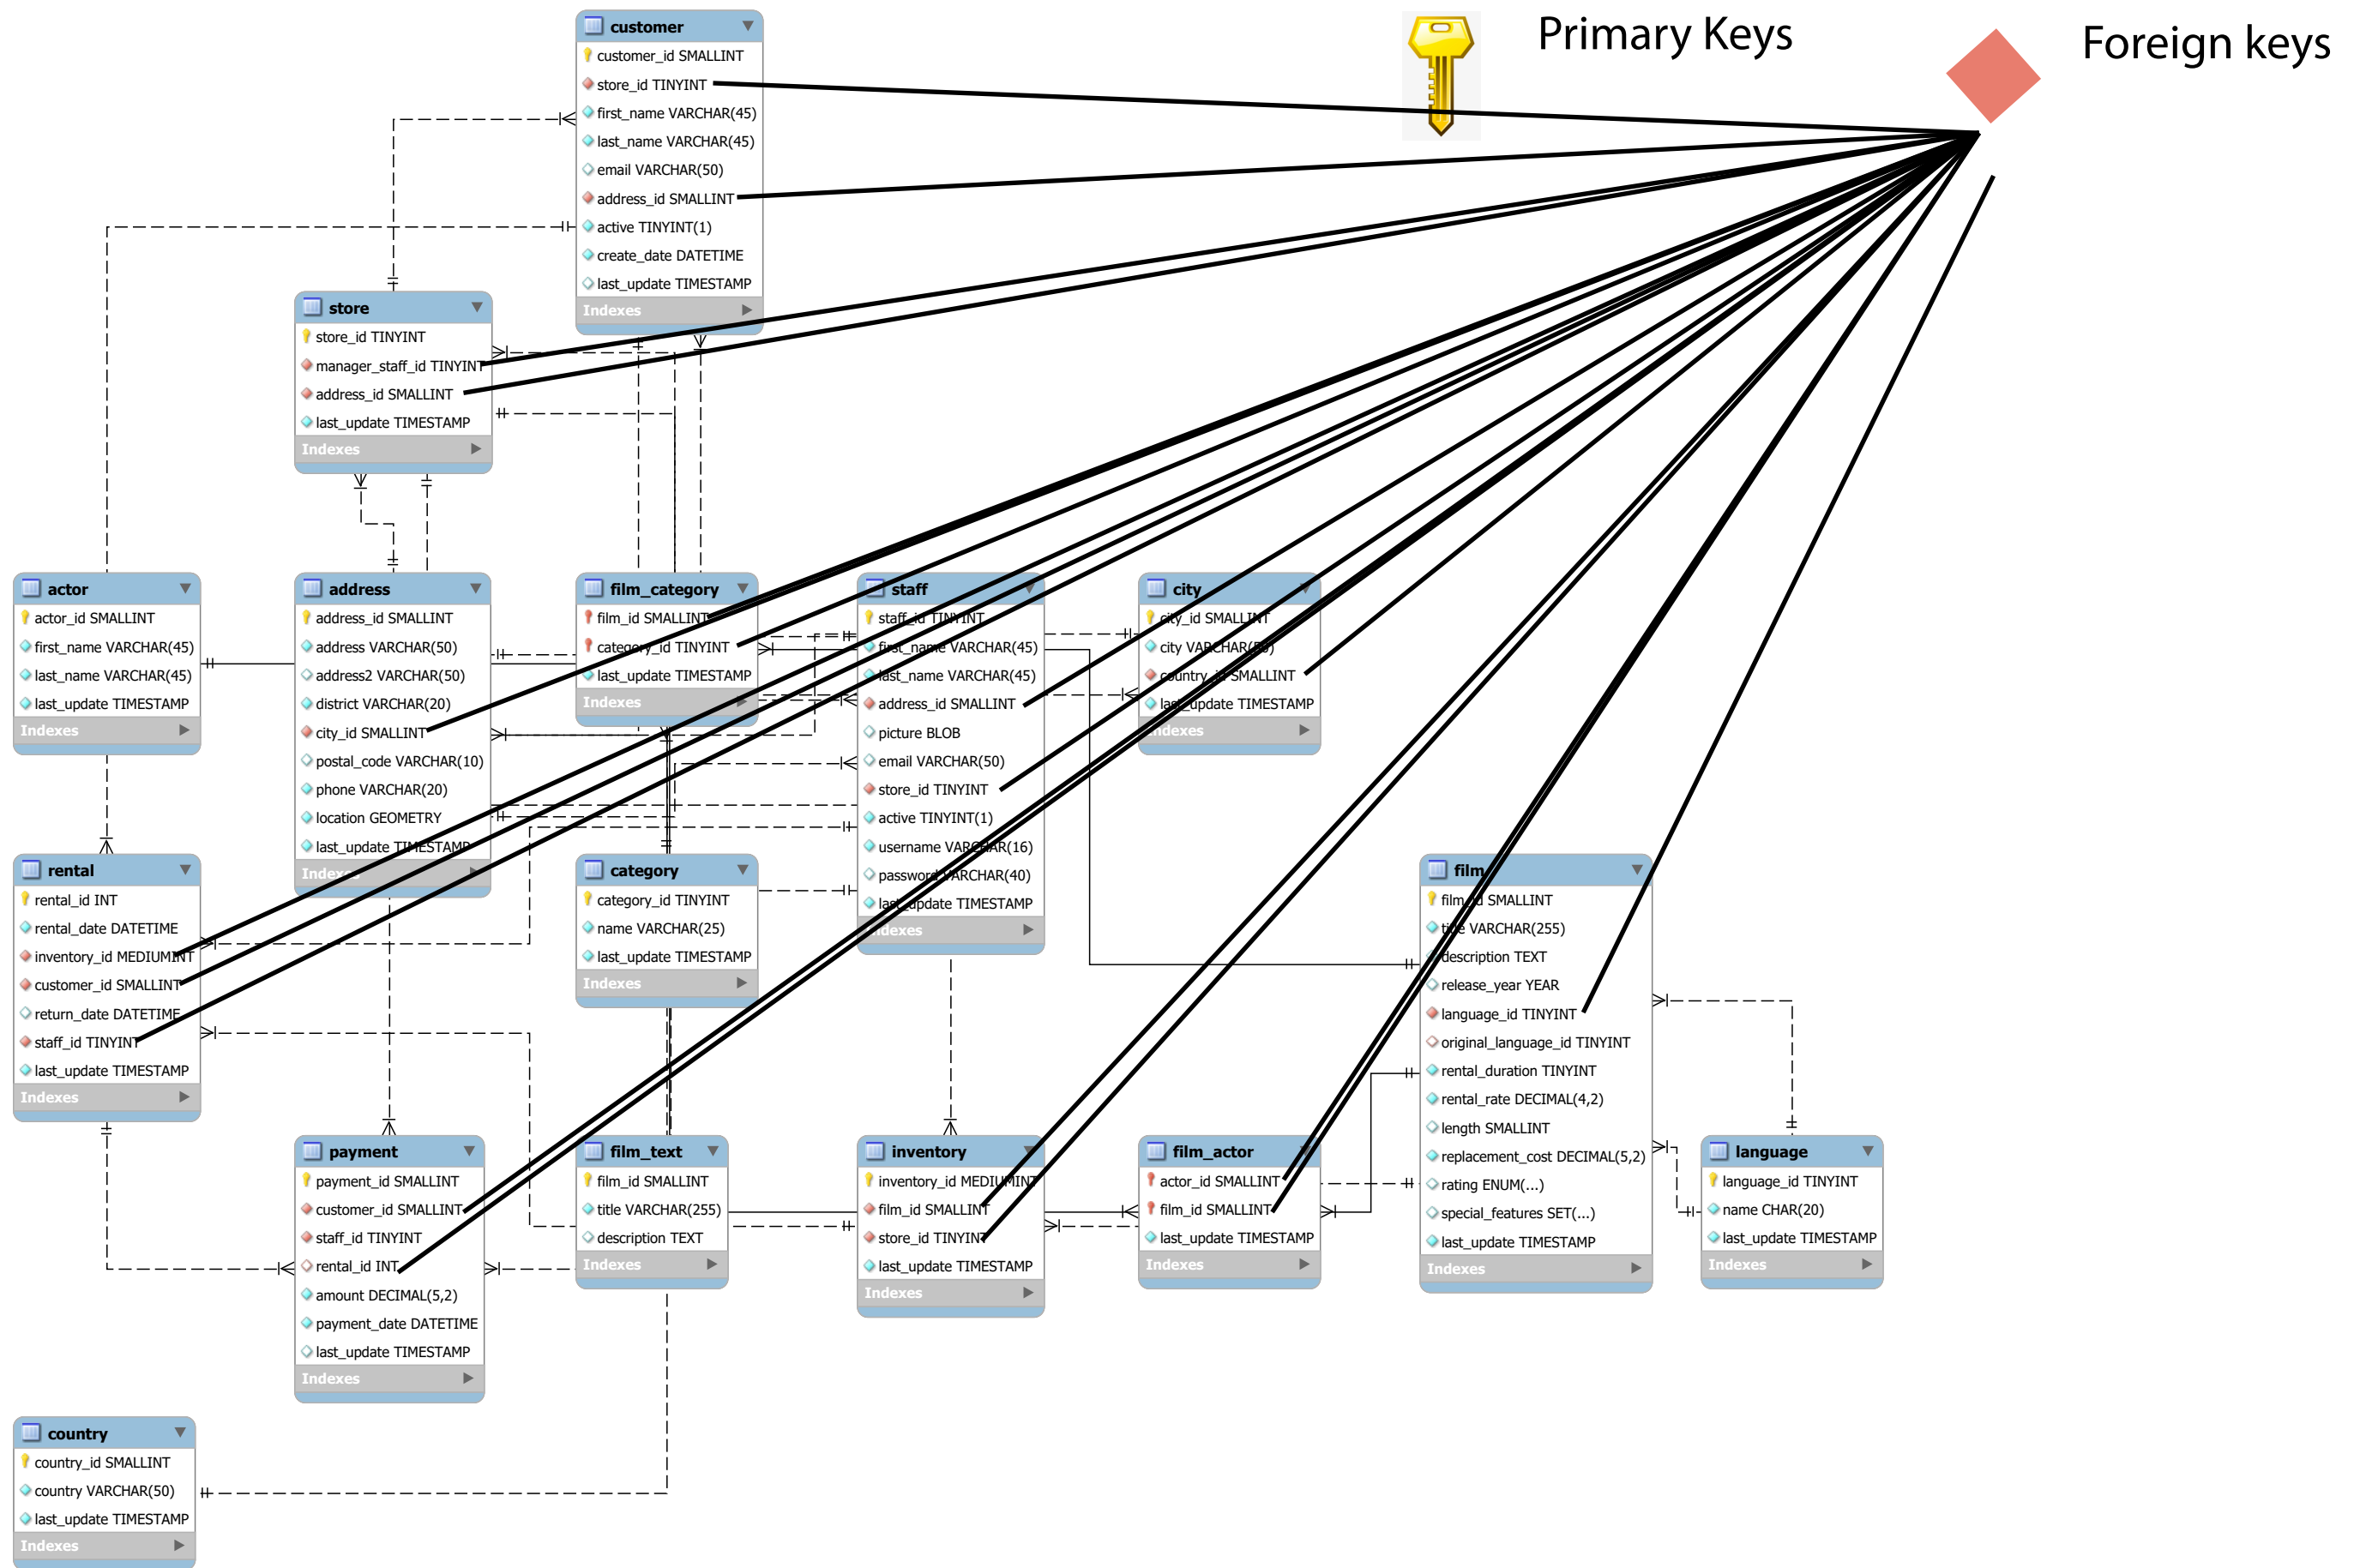 Primary Keys
Foreign keys
customer
customer_id SMALLINT
store_id TINYINT
first_name VARCHAR(45)
last_name VARCHAR(45)
email VARCHAR(50)
address_id SMALLINT
active TINYINT(1)
create_date DATETIME
last_update TIMESTAMP
Indexes
store
store_id TINYINT
manager_staff_id TINYINT
address_id SMALLINT
last_update TIMESTAMP
Indexes
actor
actor_id SMALLINT
first_name VARCHAR(45)
last_name VARCHAR(45)
last_update TIMESTAMP
Indexes
address
address_id SMALLINT
address VARCHAR(50)
address2 VARCHAR(50)
district VARCHAR(20)
city_id SMALLINT
postal_code VARCHAR(10)
phone VARCHAR(20)
location GEOMETRY
last_update TIMESTAMP
Indexes
film_category
film_id SMALLINT
category_id TINYINT
last_update TIMESTAMP
Indexes
staff
staff_id TINYINT
first_name VARCHAR(45)
last_name VARCHAR(45)
address_id SMALLINT
picture BLOB
email VARCHAR(50)
store_id TINYINT
active TINYINT(1)
username VARCHAR(16)
password VARCHAR(40)
last_update TIMESTAMP
Indexes
city
city_id SMALLINT
city VARCHAR(50)
country_id SMALLINT
last_update TIMESTAMP
Indexes
rental
rental_id INT
rental_date DATETIME
inventory_id MEDIUMINT
customer_id SMALLINT
return_date DATETIME
staff_id TINYINT
last_update TIMESTAMP
Indexes
category
category_id TINYINT
name VARCHAR(25)
last_update TIMESTAMP
Indexes
film
film_id SMALLINT
title VARCHAR(255)
description TEXT
release_year YEAR
language_id TINYINT
original_language_id TINYINT
rental_duration TINYINT
rental_rate DECIMAL(4,2)
length SMALLINT
replacement_cost DECIMAL(5,2)
rating ENUM(...)
special_features SET(...)
last_update TIMESTAMP
Indexes
payment
payment_id SMALLINT
customer_id SMALLINT
staff_id TINYINT
rental_id INT
amount DECIMAL(5,2)
payment_date DATETIME
last_update TIMESTAMP
Indexes
film_text
film_id SMALLINT
title VARCHAR(255)
description TEXT
Indexes
inventory
inventory_id MEDIUMINT
film_id SMALLINT
store_id TINYINT
last_update TIMESTAMP
Indexes
film_actor
actor_id SMALLINT
film_id SMALLINT
last_update TIMESTAMP
Indexes
language
language_id TINYINT
name CHAR(20)
last_update TIMESTAMP
Indexes
country
country_id SMALLINT
country VARCHAR(50)
last_update TIMESTAMP
Indexes